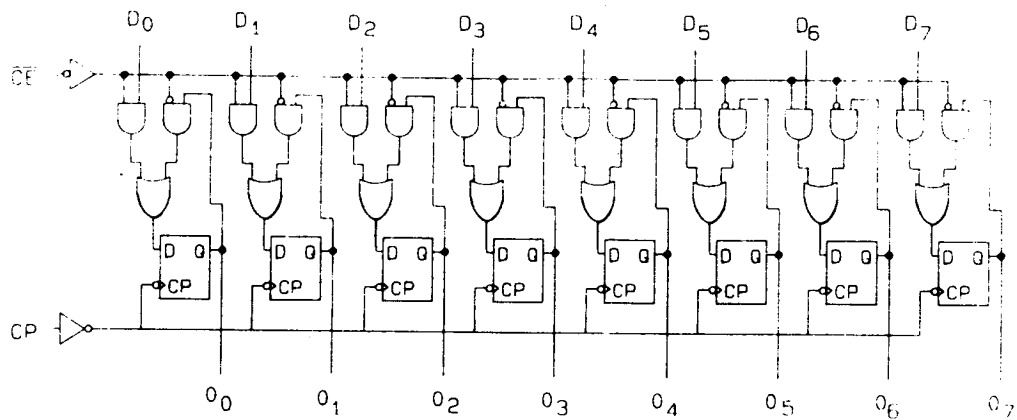 D0 D1 D2 D3 D4 D5 D6 D7
CE
D Q D Q D Q D Q D Q D Q D Q D Q
CP CP CP CP CP CP CP CP
CP
O0 O1 O2 O3 O4 O5 O6 O7